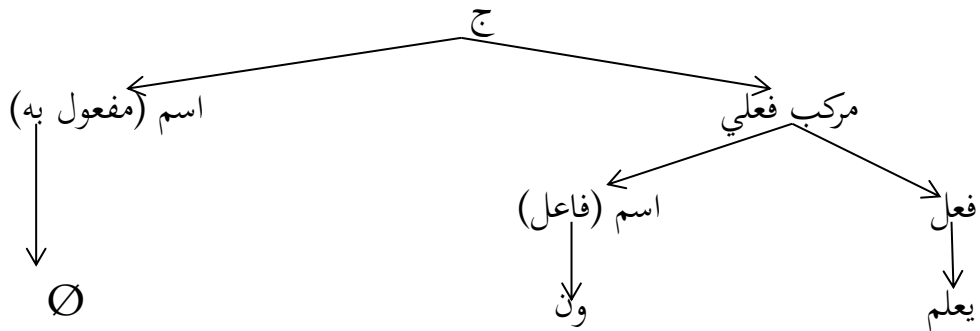 ج
مركب فعلي اسم (مفعول به)
فعل اسم (فاعل)
يعلم ون Ø